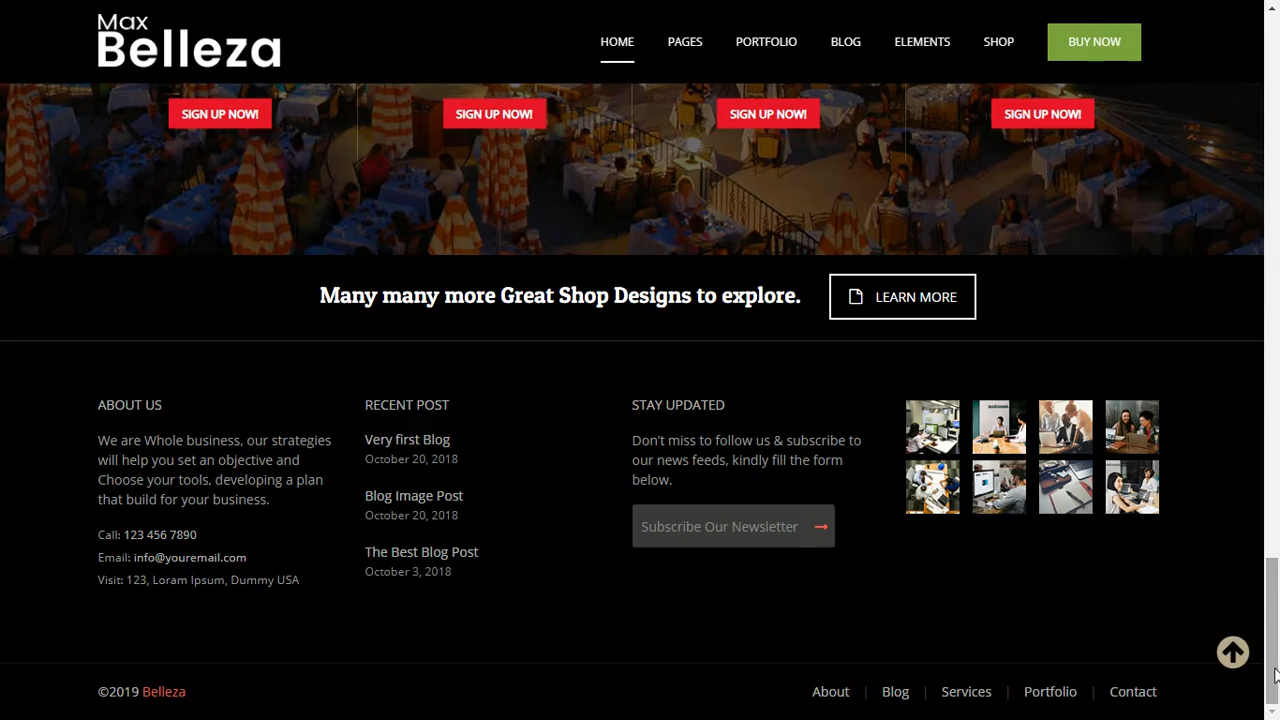 Max
Belleza
HOME PAGES PORTFOLIO BLOG ELEMENTS SHOP BUY NOW
SIGN UP NOW! SIGN UP NOW! SIGN UP NOW! SIGN UP NOW!
Many many more Great Shop Designs to explore. LEARN MORE
ABOUT US
We are Whole business, our strategies
will help you set an objective and
Choose your tools, developing a plan
that build for your business.
Call: 123 456 7890
Email: info@youremail.com
Visit: 123, Loram Ipsum, Dummy USA
RECENT POST
Very first Blog
October 20, 2018
Blog Image Post
October 20, 2018
The Best Blog Post
October 3, 2018
STAY UPDATED
Don't miss to follow us & subscribe to
our news feeds, kindly fill the form
below.
Subscribe Our Newsletter
©2019 Belleza
About | Blog | Services | Portfolio | Contact